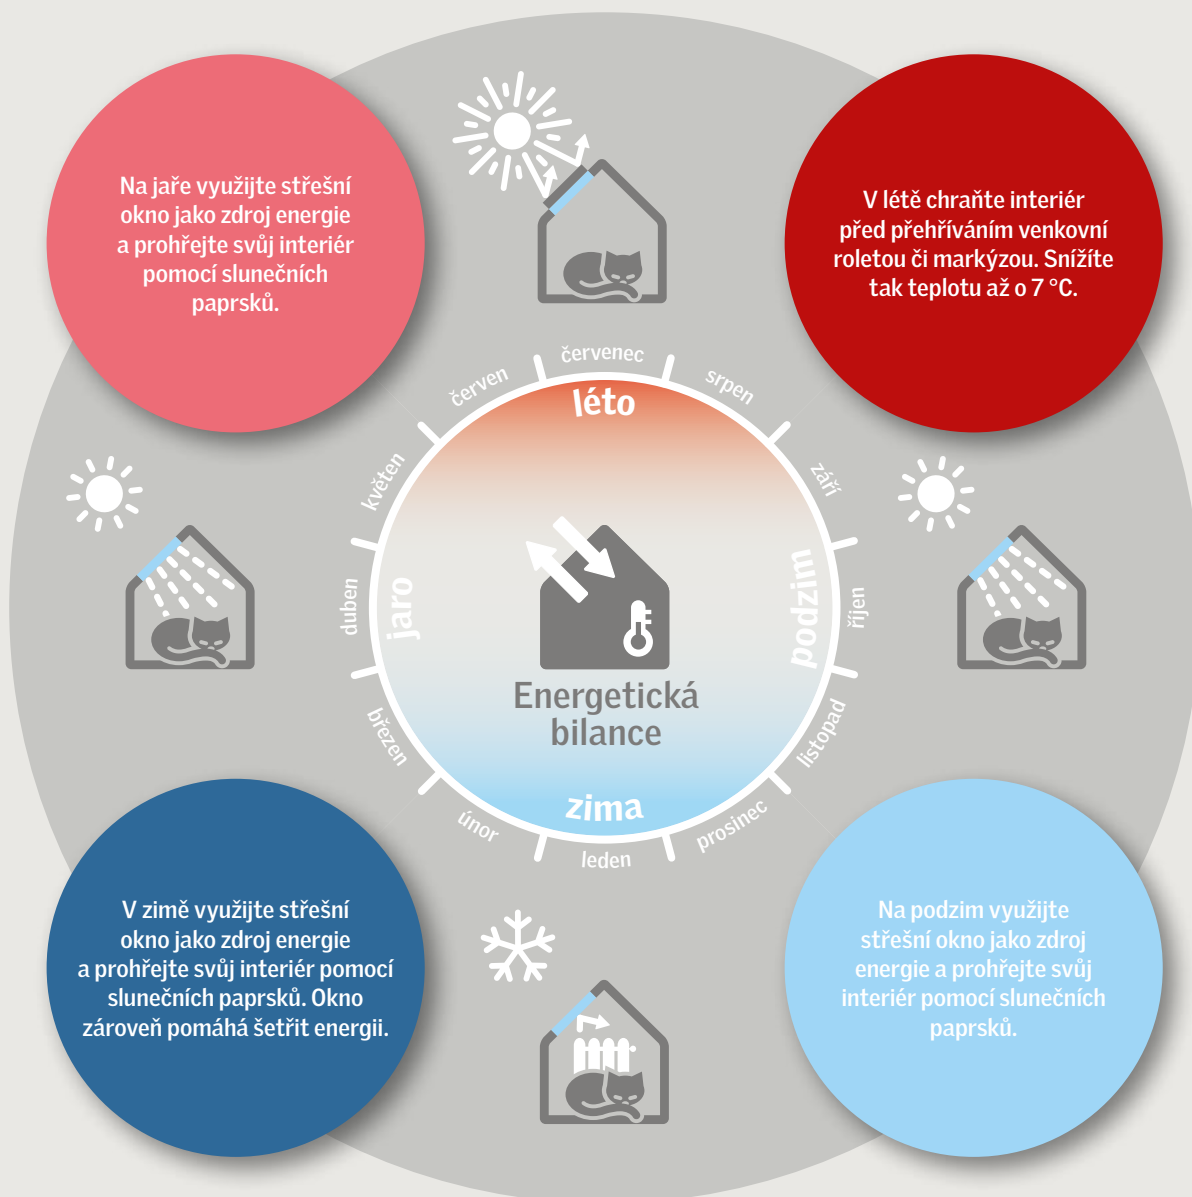 Na jaře využijte střešní
okno jako zdroj energie
a prohřejte svůj interiér
pomocí slunečních
paprsků.
V létě chraňte interiér
před přehříváním venkovní
roletou či markýzou. Snížíte
tak teplotu až o 7 °C.
červenec
červen
srpen
léto
květen
září
duben
jaro
podzim
říjen
Energetická
bilance
březen
listopad
zima
únor
prosinec
leden
V zimě využijte střešní
okno jako zdroj energie
a prohřejte svůj interiér pomocí
slunečních paprsků. Okno
zároveň pomáhá šetřit energii.
Na podzim využijte
střešní okno jako zdroj
energie a prohřejte svůj
interiér pomocí slunečních
paprsků.